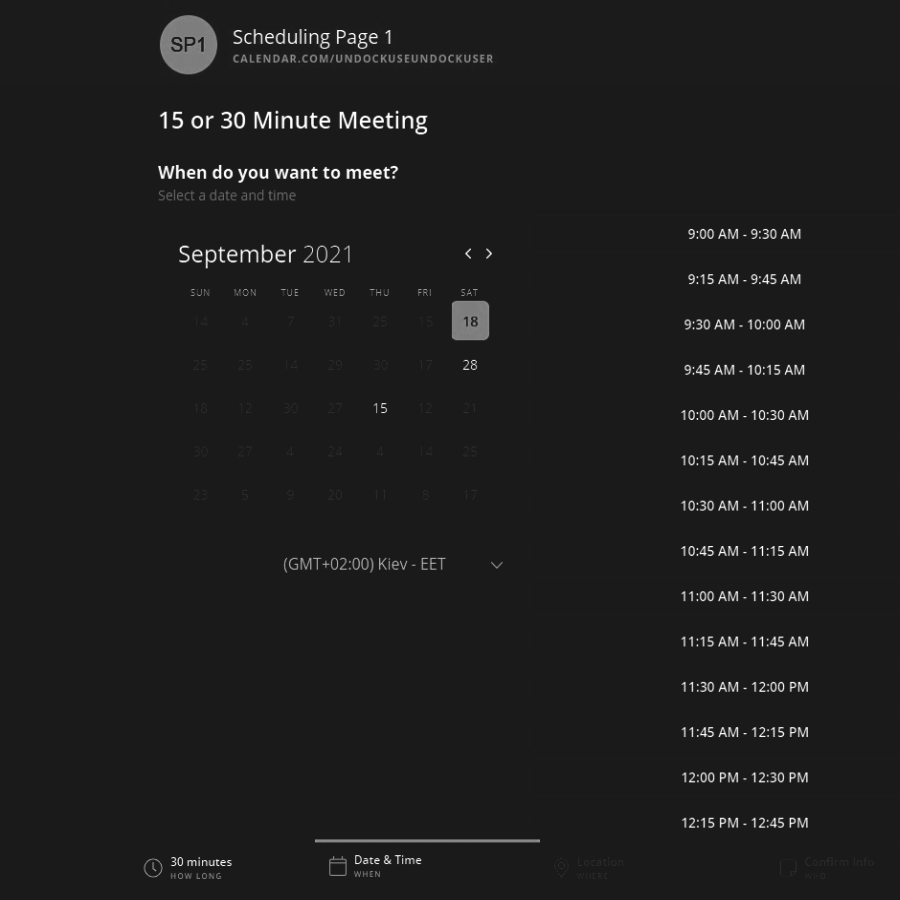 SP1
Scheduling Page 1
CALENDAR.COM/UNDOCKUSEUNDOCKUSER
15 or 30 Minute Meeting
When do you want to meet?
Select a date and time
September 2021
SUN MON TUE WED THU FRI SAT
14 4 7 31 25 15 18
25 25 14 29 30 17 28
18 12 30 27 15 12 21
30 27 4 24 4 14 25
23 5 9 20 11 8 17
(GMT+02:00) Kiev - EET
9:00 AM - 9:30 AM
9:15 AM - 9:45 AM
9:30 AM - 10:00 AM
9:45 AM - 10:15 AM
10:00 AM - 10:30 AM
10:15 AM - 10:45 AM
10:30 AM - 11:00 AM
10:45 AM - 11:15 AM
11:00 AM - 11:30 AM
11:15 AM - 11:45 AM
11:30 AM - 12:00 PM
11:45 AM - 12:15 PM
12:00 PM - 12:30 PM
12:15 PM - 12:45 PM
30 minutes
HOW LONG
Date & Time
WHEN
Location
WHERE
Confirm Info
WHO